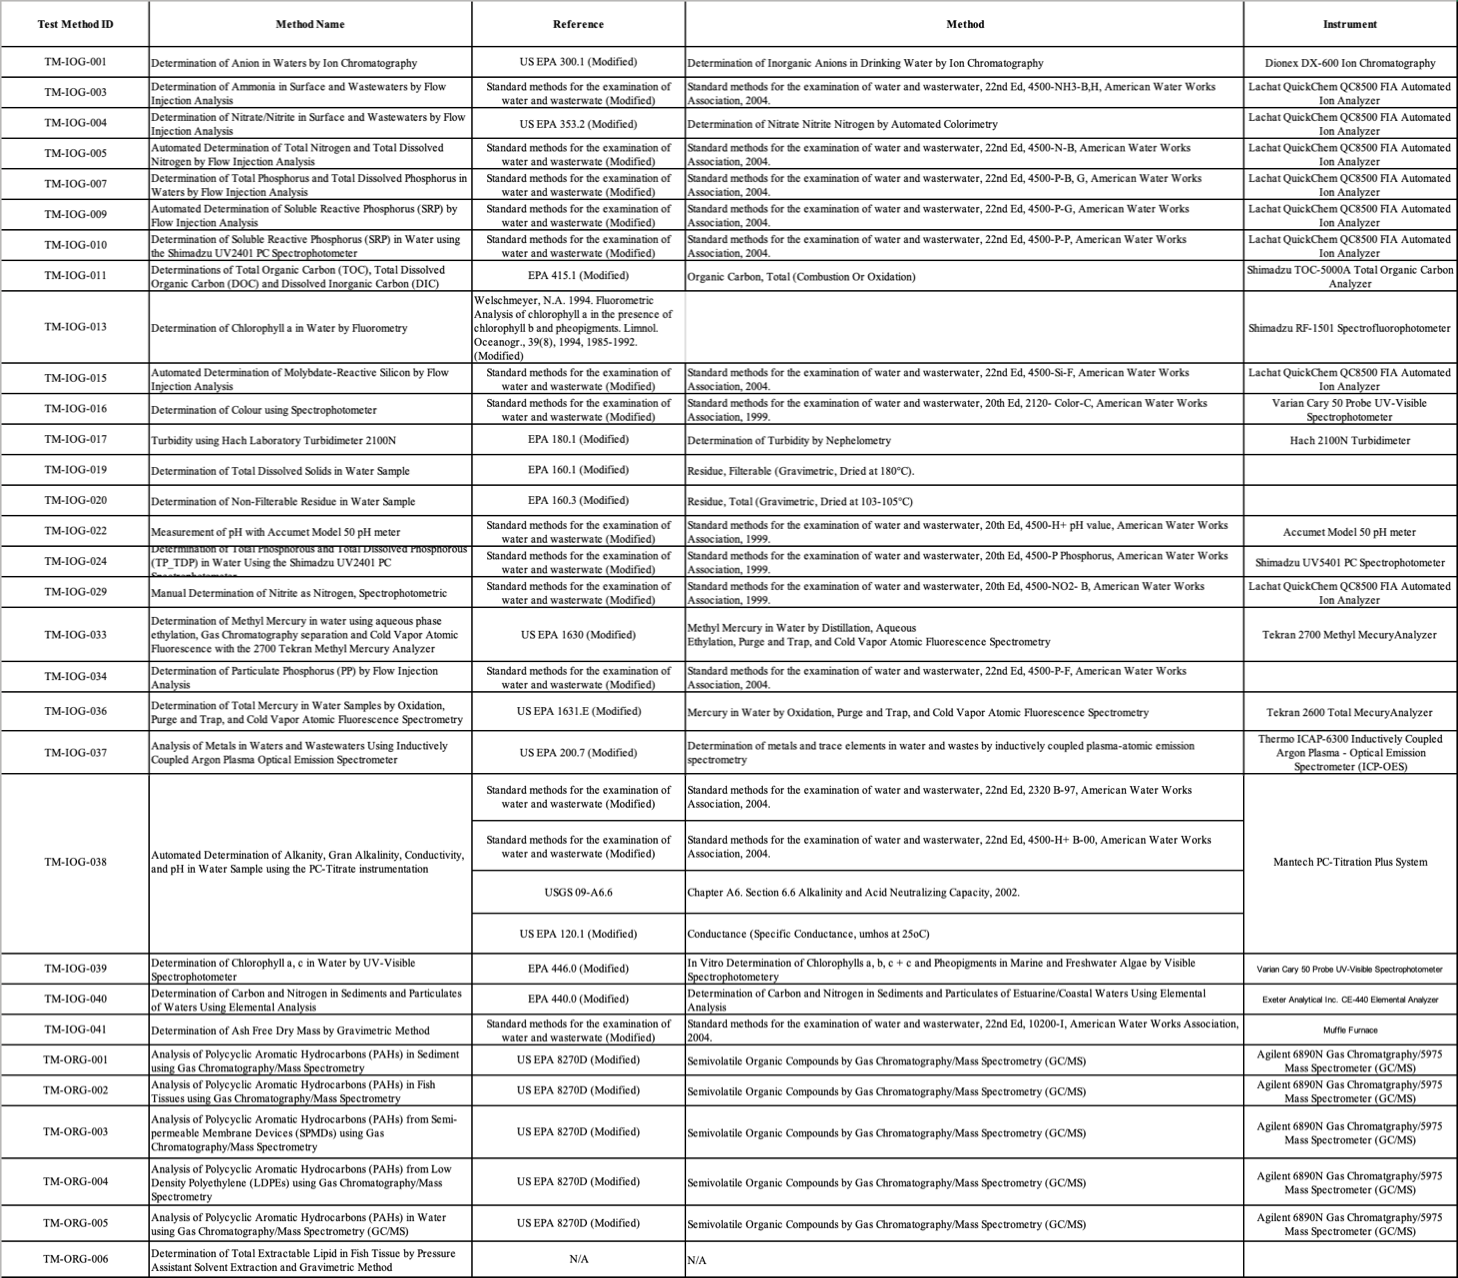 Test Method ID Method Name Reference Method Instrument
TM-IOG-001 Determination of Anion in Waters by Ion Chromatography US EPA 300.1 (Modified) Determination of Inorganic Anions in Drinking Water by Ion Chromatography Dionex DX-600 Ion Chromatography
TM-IOG-003
Determination of Ammonia in Surface and Wastewaters by Flow
Injection Analysis
Standard methods for the examination of
water and wasterwate (Modified)
Standard methods for the examination of water and wasterwater, 22nd Ed, 4500-NH3-B,H, American Water Works
Association, 2004.
Lachat QuickChem QC8500 FIA Automated
Ion Analyzer
TM-IOG-004
Determination of Nitrate/Nitrite in Surface and Wastewaters by Flow
Injection Analysis
US EPA 353.2 (Modified)
Determination of Nitrate Nitrite Nitrogen by Automated Colorimetry
Lachat QuickChem QC8500 FIA Automated
Ion Analyzer
TM-IOG-005
Automated Determination of Total Nitrogen and Total Dissolved
Nitrogen by Flow Injection Analysis
Standard methods for the examination of
water and wasterwate (Modified)
Standard methods for the examination of water and wasterwater, 22nd Ed, 4500-N-B, American Water Works
Association, 2004.
Lachat QuickChem QC8500 FIA Automated
Ion Analyzer
TM-IOG-007
Determination of Total Phosphorus and Total Dissolved Phosphorus in
Waters by Flow Injection Analysis
Standard methods for the examination of
water and wasterwate (Modified)
Standard methods for the examination of water and wasterwater, 22nd Ed, 4500-P-B, G, American Water Works
Association, 2004.
Lachat QuickChem QC8500 FIA Automated
Ion Analyzer
TM-IOG-009
Automated Determination of Soluble Reactive Phosphorus (SRP) by
Flow Injection Analysis
Standard methods for the examination of
water and wasterwate (Modified)
Standard methods for the examination of water and wasterwater, 22nd Ed, 4500-P-G, American Water Works
Association, 2004.
Lachat QuickChem QC8500 FIA Automated
Ion Analyzer
TM-IOG-010
Determination of Soluble Reactive Phosphorus (SRP) in Water using
the Shimadzu UV2401 PC Spectrophotometer
Standard methods for the examination of
water and wasterwate (Modified)
Standard methods for the examination of water and wasterwater, 22nd Ed, 4500-P-P, American Water Works
Association, 2004.
Lachat QuickChem QC8500 FIA Automated
Ion Analyzer
TM-IOG-011
Determinations of Total Organic Carbon (TOC), Total Dissolved
Organic Carbon (DOC) and Dissolved Inorganic Carbon (DIC)
EPA 415.1 (Modified)
Organic Carbon, Total (Combustion Or Oxidation)
Shimadzu TOC-5000A Total Organic Carbon
Analyzer
TM-IOG-013
Determination of Chlorophyll a in Water by Fluorometry
Welschmeyer, N.A. 1994. Fluorometric
Analysis of chlorophyll a in the presence of
chlorophyll b and pheopigments. Limnol.
Oceanogr., 39(8), 1994, 1985-1992.
(Modified)
Shimadzu RF-1501 Spectrofluorophotometer
TM-IOG-015
Automated Determination of Molybdate-Reactive Silicon by Flow
Injection Analysis
Standard methods for the examination of
water and wasterwate (Modified)
Standard methods for the examination of water and wasterwater, 22nd Ed, 4500-Si-F, American Water Works
Association, 2004.
Lachat QuickChem QC8500 FIA Automated
Ion Analyzer
TM-IOG-016
Determination of Colour using Spectrophotometer
Standard methods for the examination of
water and wasterwate (Modified)
Standard methods for the examination of water and wasterwater, 20th Ed, 2120- Color-C, American Water Works
Association, 1999.
Varian Cary 50 Probe UV-Visible
Spectrophotometer
TM-IOG-017 Turbidity using Hach Laboratory Turbidimeter 2100N EPA 180.1 (Modified) Determination of Turbidity by Nephelometry Hach 2100N Turbidimeter
TM-IOG-019 Determination of Total Dissolved Solids in Water Sample EPA 160.1 (Modified) Residue, Filterable (Gravimetric, Dried at 180°C).
TM-IOG-020 Determination of Non-Filterable Residue in Water Sample EPA 160.3 (Modified) Residue, Total (Gravimetric, Dried at 103-105°C)
TM-IOG-022
Measurement of pH with Accumet Model 50 pH meter
Standard methods for the examination of
water and wasterwate (Modified)
Standard methods for the examination of water and wasterwater, 20th Ed, 4500-H+ pH value, American Water Works
Association, 1999.
Accumet Model 50 pH meter
TM-IOG-024
Determination of Total Phosphorous and Total Dissolved Phosphorous
(TP_TDP) in Water Using the Shimadzu UV2401 PC
Spectrophotometer
Standard methods for the examination of
water and wasterwate (Modified)
Standard methods for the examination of water and wasterwater, 20th Ed, 4500-P Phosphorus, American Water Works
Association, 1999.
Shimadzu UV5401 PC Spectrophotometer
TM-IOG-029
Manual Determination of Nitrite as Nitrogen, Spectrophotometric
Standard methods for the examination of
water and wasterwate (Modified)
Standard methods for the examination of water and wasterwater, 20th Ed, 4500-NO2- B, American Water Works
Association, 1999.
Lachat QuickChem QC8500 FIA Automated
Ion Analyzer
TM-IOG-033
Determination of Methyl Mercury in water using aqueous phase
ethylation, Gas Chromatography separation and Cold Vapor Atomic
Fluorescence with the 2700 Tekran Methyl Mercury Analyzer
US EPA 1630 (Modified)
Methyl Mercury in Water by Distillation, Aqueous
Ethylation, Purge and Trap, and Cold Vapor Atomic Fluorescence Spectrometry
Tekran 2700 Methyl MecuryAnalyzer
TM-IOG-034
Determination of Particulate Phosphorus (PP) by Flow Injection
Analysis
Standard methods for the examination of
water and wasterwate (Modified)
Standard methods for the examination of water and wasterwater, 22nd Ed, 4500-P-F, American Water Works
Association, 2004.
TM-IOG-036
Determination of Total Mercury in Water Samples by Oxidation,
Purge and Trap, and Cold Vapor Atomic Fluorescence Spectrometry
US EPA 1631.E (Modified)
Mercury in Water by Oxidation, Purge and Trap, and Cold Vapor Atomic Fluorescence Spectrometry
Tekran 2600 Total MecuryAnalyzer
TM-IOG-037
Analysis of Metals in Waters and Wastewaters Using Inductively
Coupled Argon Plasma Optical Emission Spectrometer
US EPA 200.7 (Modified)
Determination of metals and trace elements in water and wastes by inductively coupled plasma-atomic emission
spectrometry
Thermo ICAP-6300 Inductively Coupled
Argon Plasma - Optical Emission
Spectrometer (ICP-OES)
TM-IOG-038
Automated Determination of Alkanity, Gran Alkalinity, Conductivity,
and pH in Water Sample using the PC-Titrate instrumentation
Standard methods for the examination of
water and wasterwate (Modified)
Standard methods for the examination of water and wasterwater, 22nd Ed, 2320 B-97, American Water Works
Association, 2004.
Standard methods for the examination of
water and wasterwate (Modified)
Standard methods for the examination of water and wasterwater, 22nd Ed, 4500-H+ B-00, American Water Works
Association, 2004.
USGS 09-A6.6
Chapter A6. Section 6.6 Alkalinity and Acid Neutralizing Capacity, 2002.
US EPA 120.1 (Modified)
Conductance (Specific Conductance, umhos at 25oC)
Mantech PC-Titration Plus System
TM-IOG-039
Determination of Chlorophyll a, c in Water by UV-Visible
Spectrophotometer
EPA 446.0 (Modified)
In Vitro Determination of Chlorophylls a, b, c + c and Pheopigments in Marine and Freshwater Algae by Visible
Spectrophotometery
Varian Cary 50 Probe UV-Visible Spectrophotometer
TM-IOG-040
Determination of Carbon and Nitrogen in Sediments and Particulates
of Waters Using Elemental Analysis
EPA 440.0 (Modified)
Determination of Carbon and Nitrogen in Sediments and Particulates of Estuarine/Coastal Waters Using Elemental
Analysis
Exeter Analytical Inc. CE-440 Elemental Analyzer
TM-IOG-041
Determination of Ash Free Dry Mass by Gravimetric Method
Standard methods for the examination of
water and wasterwate (Modified)
Standard methods for the examination of water and wasterwater, 22nd Ed, 10200-I, American Water Works Association,
2004.
Muffle Furnace
TM-ORG-001
Analysis of Polycyclic Aromatic Hydrocarbons (PAHs) in Sediment
using Gas Chromatography/Mass Spectrometry
US EPA 8270D (Modified)
Semivolatile Organic Compounds by Gas Chromatography/Mass Spectrometry (GC/MS)
Agilent 6890N Gas Chromatgraphy/5975
Mass Spectrometer (GC/MS)
TM-ORG-002
Analysis of Polycyclic Aromatic Hydrocarbons (PAHs) in Fish
Tissues using Gas Chromatography/Mass Spectrometry
US EPA 8270D (Modified)
Semivolatile Organic Compounds by Gas Chromatography/Mass Spectrometry (GC/MS)
Agilent 6890N Gas Chromatgraphy/5975
Mass Spectrometer (GC/MS)
TM-ORG-003
Analysis of Polycyclic Aromatic Hydrocarbons (PAHs) from Semi-
permeable Membrane Devices (SPMDs) using Gas
Chromatography/Mass Spectrometry
US EPA 8270D (Modified)
Semivolatile Organic Compounds by Gas Chromatography/Mass Spectrometry (GC/MS)
Agilent 6890N Gas Chromatgraphy/5975
Mass Spectrometer (GC/MS)
TM-ORG-004
Analysis of Polycyclic Aromatic Hydrocarbons (PAHs) from Low
Density Polyethylene (LDPEs) using Gas Chromatography/Mass
Spectrometry
US EPA 8270D (Modified)
Semivolatile Organic Compounds by Gas Chromatography/Mass Spectrometry (GC/MS)
Agilent 6890N Gas Chromatgraphy/5975
Mass Spectrometer (GC/MS)
TM-ORG-005
Analysis of Polycyclic Aromatic Hydrocarbons (PAHs) in Water
using Gas Chromatography/Mass Spectrometry (GC/MS)
US EPA 8270D (Modified)
Semivolatile Organic Compounds by Gas Chromatography/Mass Spectrometry (GC/MS)
Agilent 6890N Gas Chromatgraphy/5975
Mass Spectrometer (GC/MS)
TM-ORG-006
Determination of Total Extractable Lipid in Fish Tissue by Pressure
Assistant Solvent Extraction and Gravimetric Method
N/A
N/A